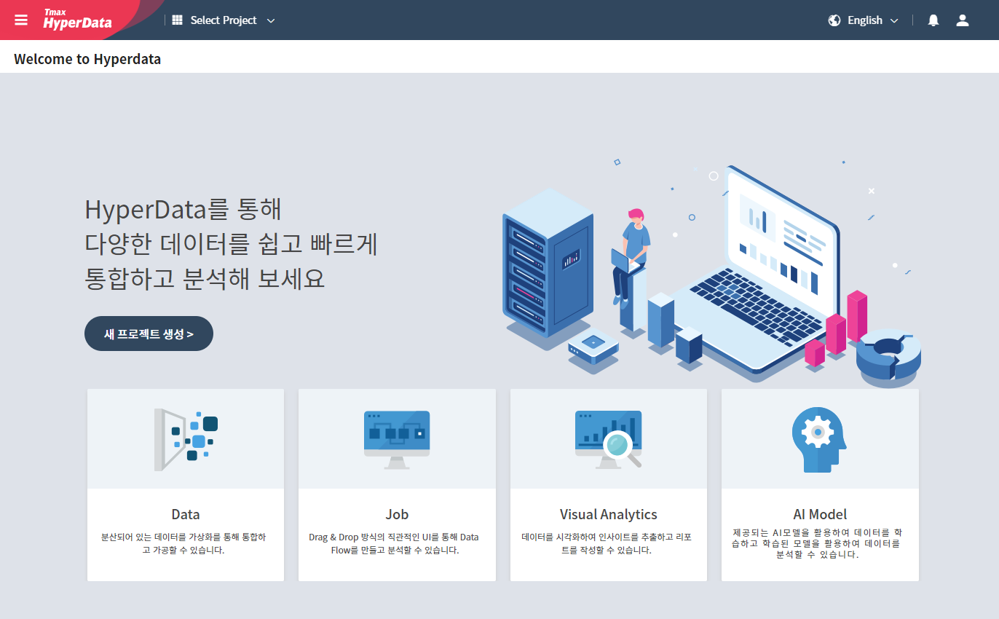 Tmax
HyperData
Select Project
English
Welcome to Hyperdata
HyperData를 통해
다양한 데이터를 쉽고 빠르게
통합하고 분석해 보세요
새 프로젝트 생성 >
Data
분산되어 있는 데이터를 가상화를 통해 통합하
고 가공할 수 있습니다.
Job
Drag & Drop 방식의 직관적인 UI를 통해 Data
Flow를 만들고 분석할 수 있습니다.
Visual Analytics
데이터를 시각화하여 인사이트를 추출하고 리포
트를 작성할 수 있습니다.
AI Model
제공되는 AI모델을 활용하여 데이터를 학
습하고 학습된 모델을 활용하여 데이터를
분석할 수 있습니다.